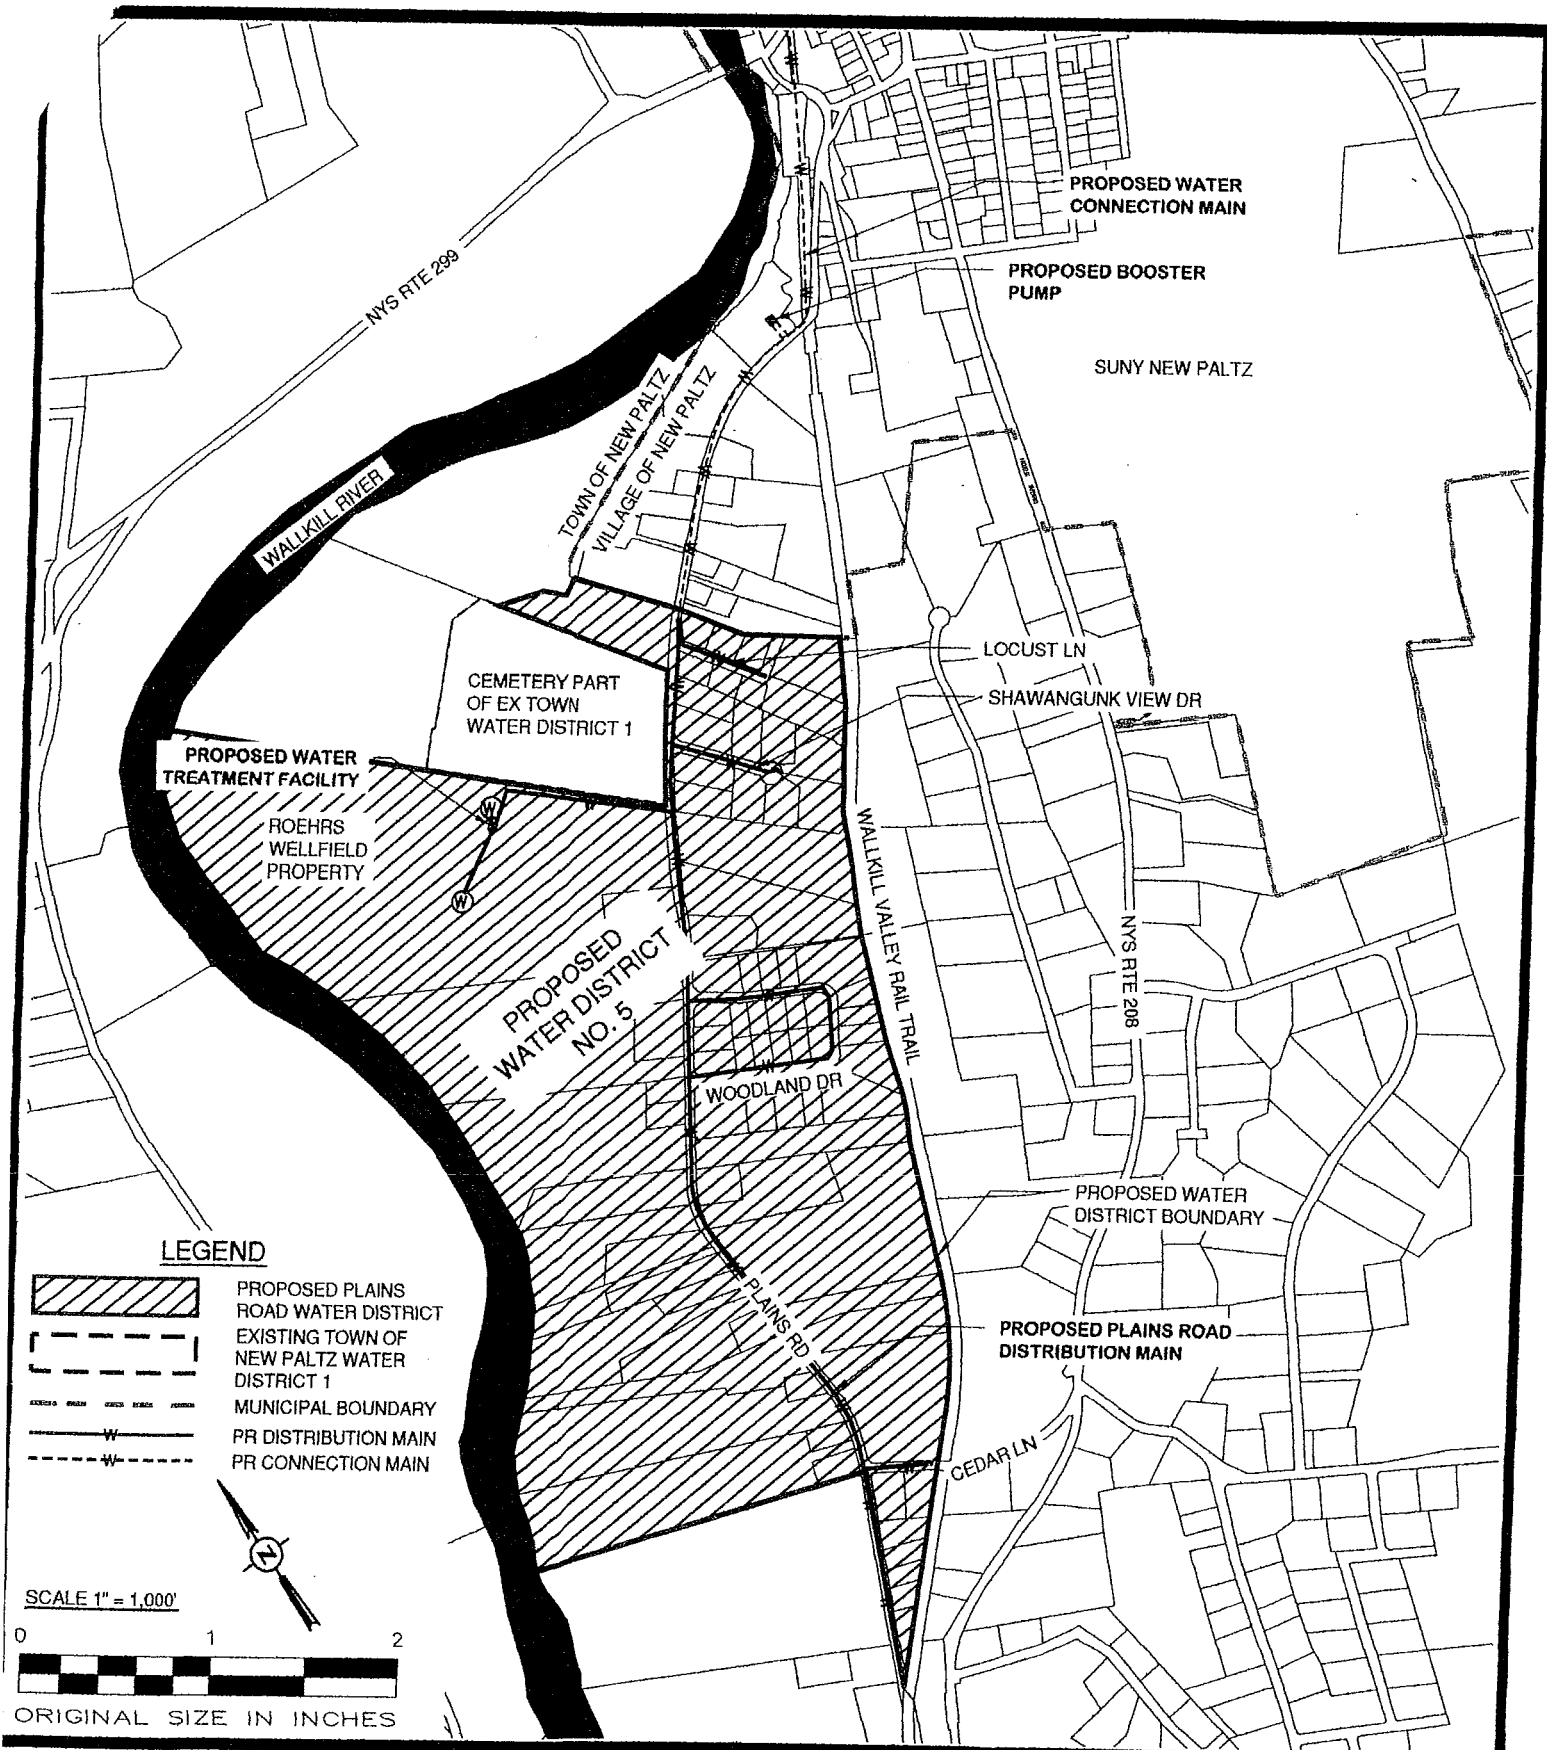 PROPOSED WATER
CONNECTION MAIN
PROPOSED BOOSTER
PUMP
NYS RTE 299
SUNY NEW PALTZ
TOWN OF NEW PALTZ
VILLAGE OF NEW PALTZ
WALLKILL RIVER
LOCUST LN
CEMETERY PART
OF EX TOWN
WATER DISTRICT 1
SHAWANGUNK VIEW DR
PROPOSED WATER
TREATMENT FACILITY
ROEHRS
WELLFIELD
PROPERTY
W
W
WALLKILL VALLEY RAIL TRAIL
NYS RTE 208
PROPOSED
WATER DISTRICT
NO. 5
WOODLAND DR
PROPOSED WATER
DISTRICT BOUNDARY
PLAINS RD
PROPOSED PLAINS ROAD
DISTRIBUTION MAIN
CEDAR LN
LEGEND
PROPOSED PLAINS
ROAD WATER DISTRICT
EXISTING TOWN OF
NEW PALTZ WATER
DISTRICT 1
MUNICIPAL BOUNDARY
W PR DISTRIBUTION MAIN
W PR CONNECTION MAIN
Z
SCALE 1" = 1,000'
0 1 2
ORIGINAL SIZE IN INCHES